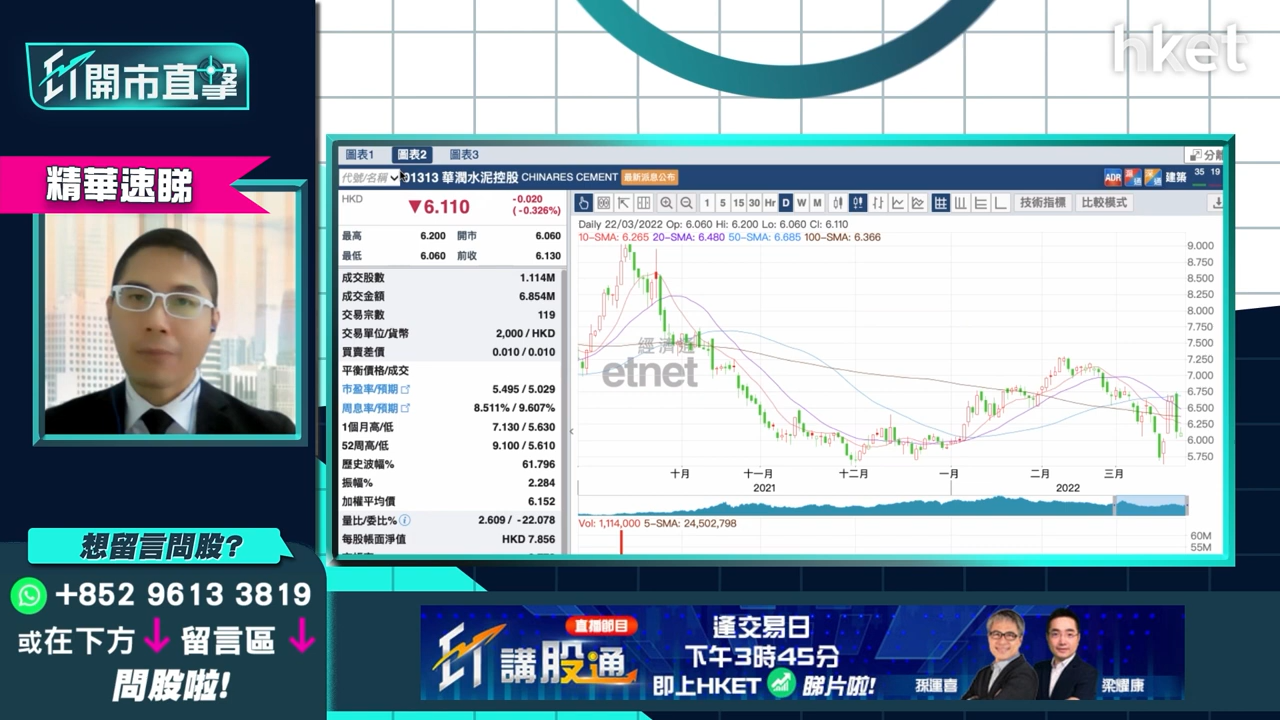 hket
ET開市直擊
精華速睇
圖表1 圖表2 圖表3
代號/名稱 01313 華潤水泥控股 CHINARES CEMENT 最新派息公布
ADR 建築 35 19
HKD ▼6.110 -0.020
(-0.326%)
最高 6.200 開市 6.060
最低 6.060 前收 6.130
成交股數 1.114M
成交金額 6.854M
交易宗數 119
交易單位/貨幣 2,000 / HKD
買賣差價 0.010 / 0.010
平衡價格/成交
市盈率/預期 5.495 / 5.029
周息率/預期 8.511% / 9.607%
1個月高/低 7.130 / 5.630
52周高/低 9.100 / 5.610
歷史波幅% 61.796
振幅% 2.284
加權平均價 6.152
量比/委比% 2.609 / -22.078
每股帳面淨值 HKD 7.856
1 5 15 30 Hr D W M 技術指標 比較模式
Daily 22/03/2022 Op: 6.060 Hi: 6.200 Lo: 6.060 Cl: 6.110
10-SMA: 6.265 20-SMA: 6.480 50-SMA: 6.685 100-SMA: 6.366
9.000
8.750
8.500
8.250
8.000
7.750
7.500
7.250
7.000
6.750
6.500
6.250
6.000
5.750
etnet
十月 十一月 十二月 一月 二月 三月
2021 2022
Vol: 1,114,000 5-SMA: 24,502,798
60M
55M
想留言問股?
+852 9613 3819
或在下方 留言區
問股啦!
ET講股通
直播節目
逢交易日
下午3時45分
即上HKET 睇片啦!
孫運喜
梁耀康